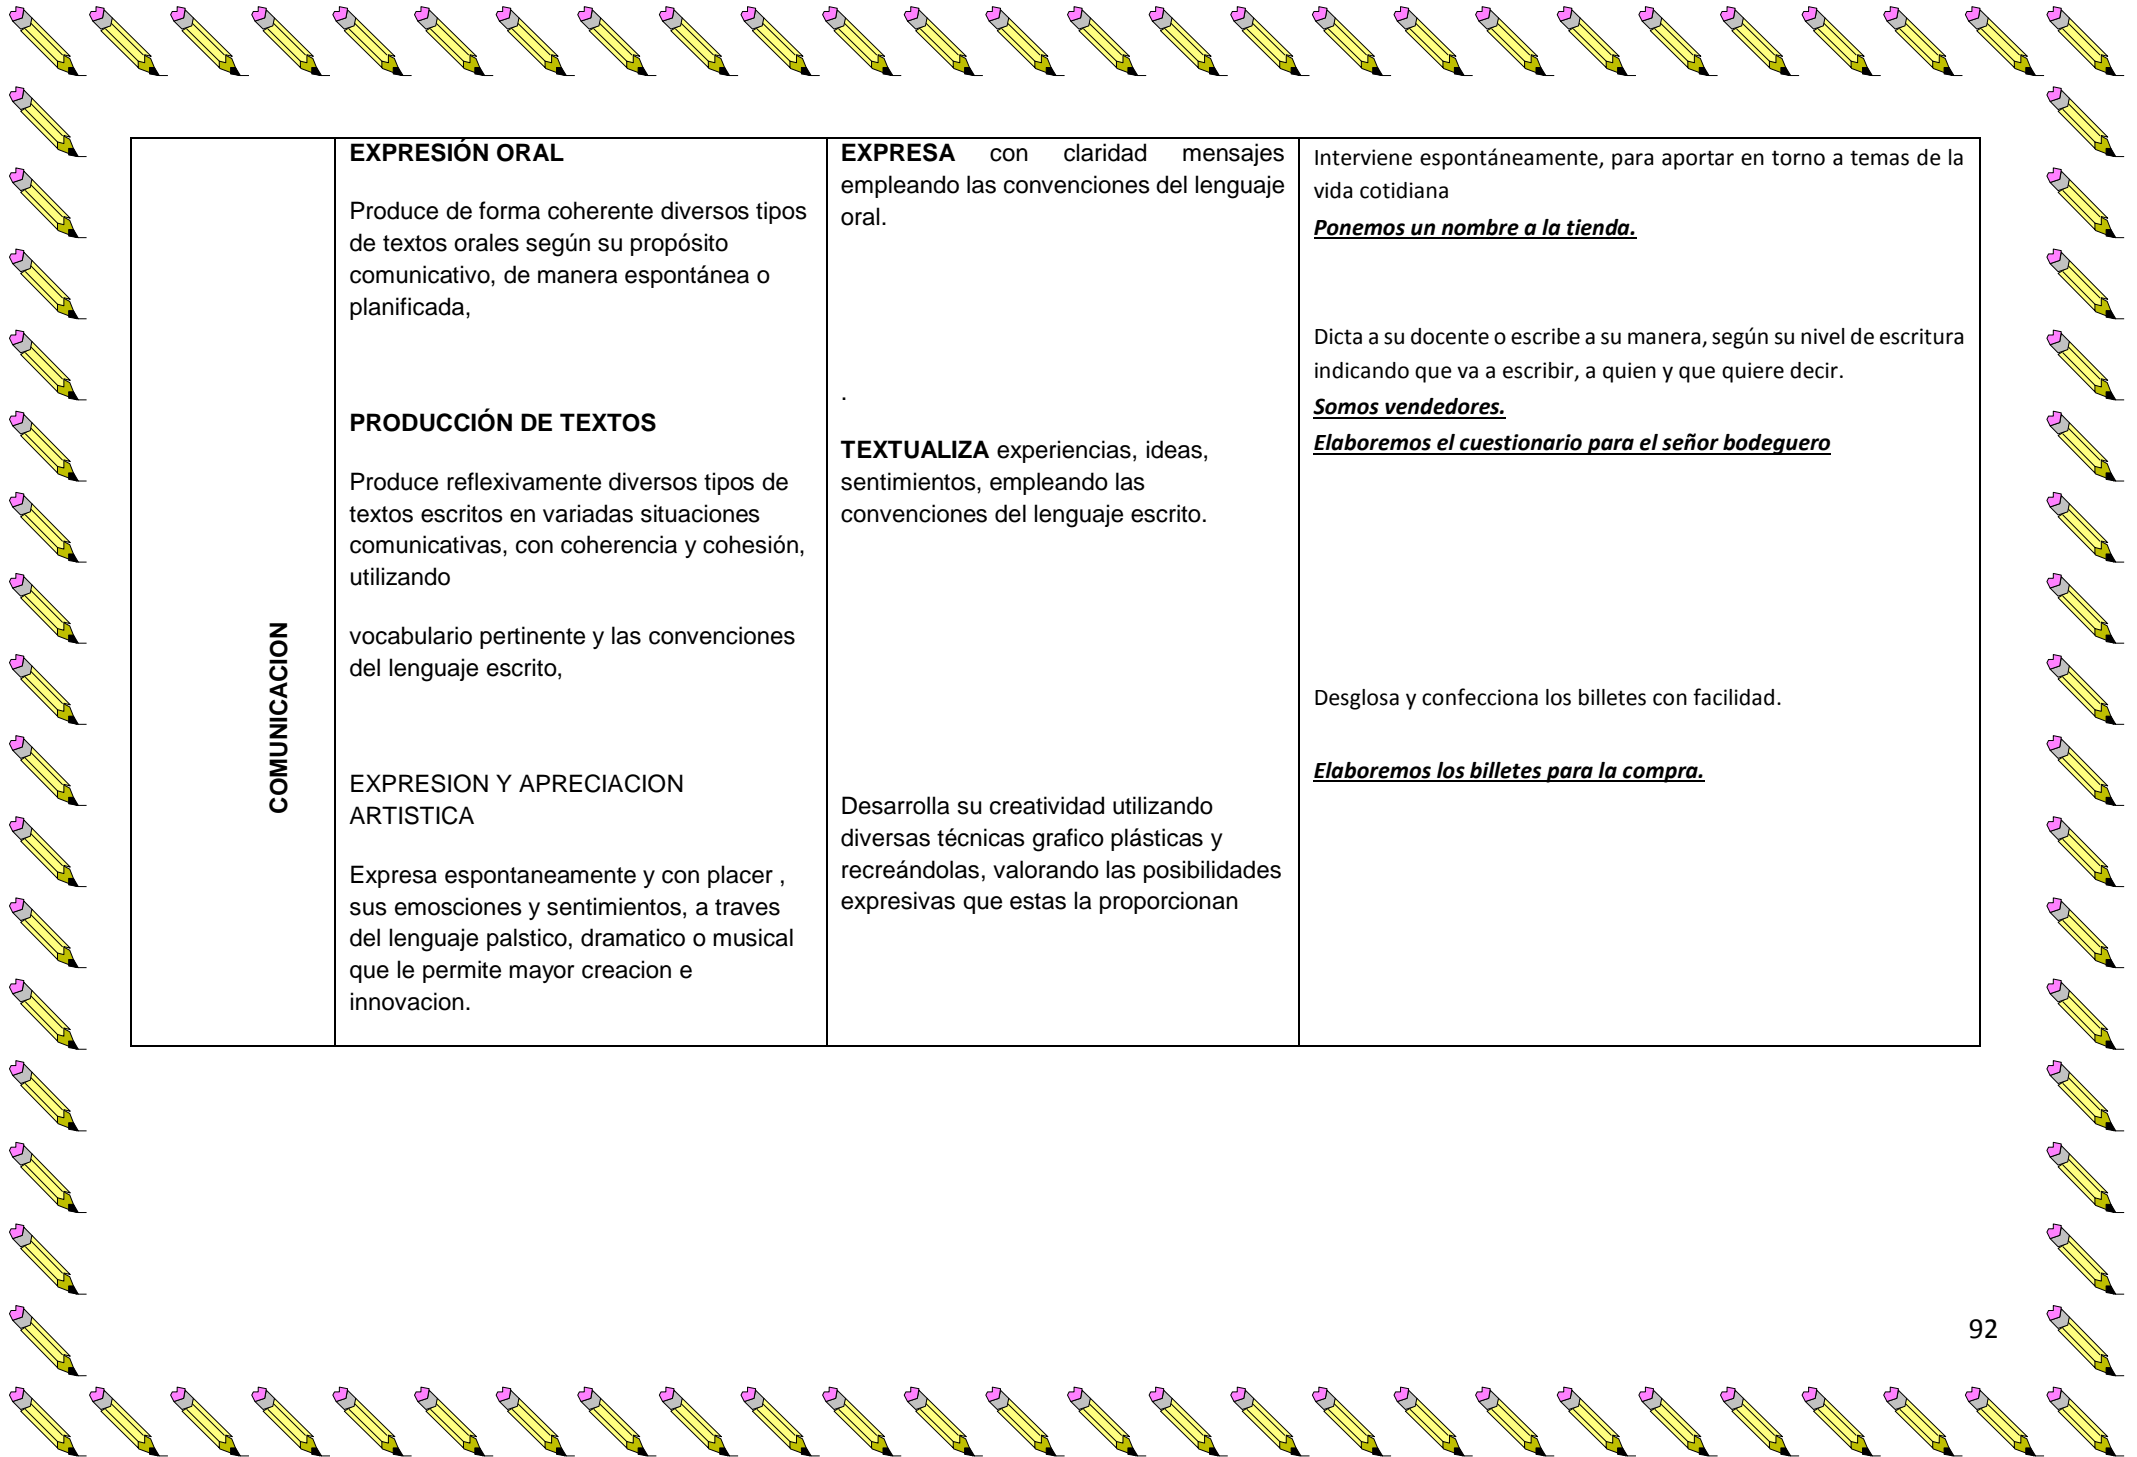 COMUNICACION
EXPRESIÓN ORAL
Produce de forma coherente diversos tipos
de textos orales según su propósito
comunicativo, de manera espontánea o
planificada,
PRODUCCIÓN DE TEXTOS
Produce reflexivamente diversos tipos de
textos escritos en variadas situaciones
comunicativas, con coherencia y cohesión,
utilizando
vocabulario pertinente y las convenciones
del lenguaje escrito,
EXPRESION Y APRECIACION
ARTISTICA
Expresa espontaneamente y con placer ,
sus emosciones y sentimientos, a traves
del lenguaje palstico, dramatico o musical
que le permite mayor creacion e
innovacion.
EXPRESA con claridad mensajes
empleando las convenciones del lenguaje
oral.
.
TEXTUALIZA experiencias, ideas,
sentimientos, empleando las
convenciones del lenguaje escrito.
Desarrolla su creatividad utilizando
diversas técnicas grafico plásticas y
recreándolas, valorando las posibilidades
expresivas que estas la proporcionan
Interviene espontáneamente, para aportar en torno a temas de la
vida cotidiana
Ponemos un nombre a la tienda.
Dicta a su docente o escribe a su manera, según su nivel de escritura
indicando que va a escribir, a quien y que quiere decir.
Somos vendedores.
Elaboremos el cuestionario para el señor bodeguero
Desglosa y confecciona los billetes con facilidad.
Elaboremos los billetes para la compra.
92